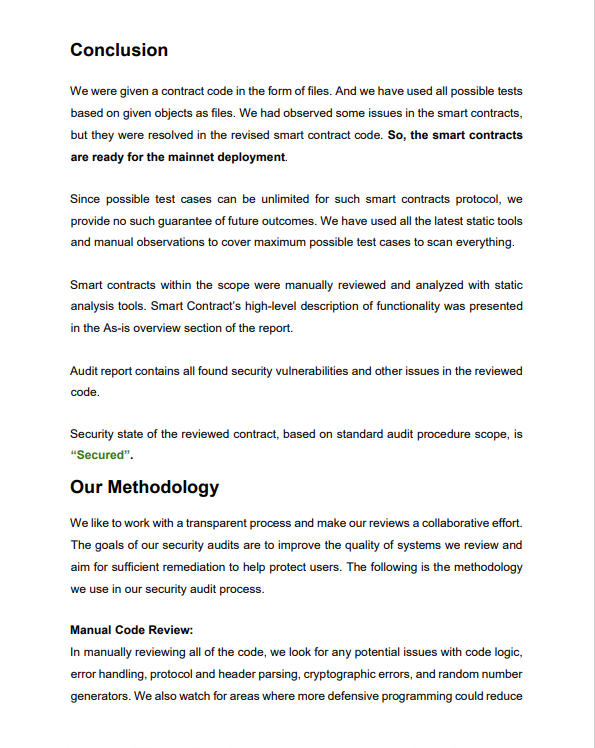 Conclusion
We were given a contract code in the form of files. And we have used all possible tests
based on given objects as files. We had observed some issues in the smart contracts,
but they were resolved in the revised smart contract code. So, the smart contracts
are ready for the mainnet deployment.
Since possible test cases can be unlimited for such smart contracts protocol, we
provide no such guarantee of future outcomes. We have used all the latest static tools
and manual observations to cover maximum possible test cases to scan everything.
Smart contracts within the scope were manually reviewed and analyzed with static
analysis tools. Smart Contract’s high-level description of functionality was presented
in the As-is overview section of the report.
Audit report contains all found security vulnerabilities and other issues in the reviewed
code.
Security state of the reviewed contract, based on standard audit procedure scope, is
“Secured”.
Our Methodology
We like to work with a transparent process and make our reviews a collaborative effort.
The goals of our security audits are to improve the quality of systems we review and
aim for sufficient remediation to help protect users. The following is the methodology
we use in our security audit process.
Manual Code Review:
In manually reviewing all of the code, we look for any potential issues with code logic,
error handling, protocol and header parsing, cryptographic errors, and random number
generators. We also watch for areas where more defensive programming could reduce